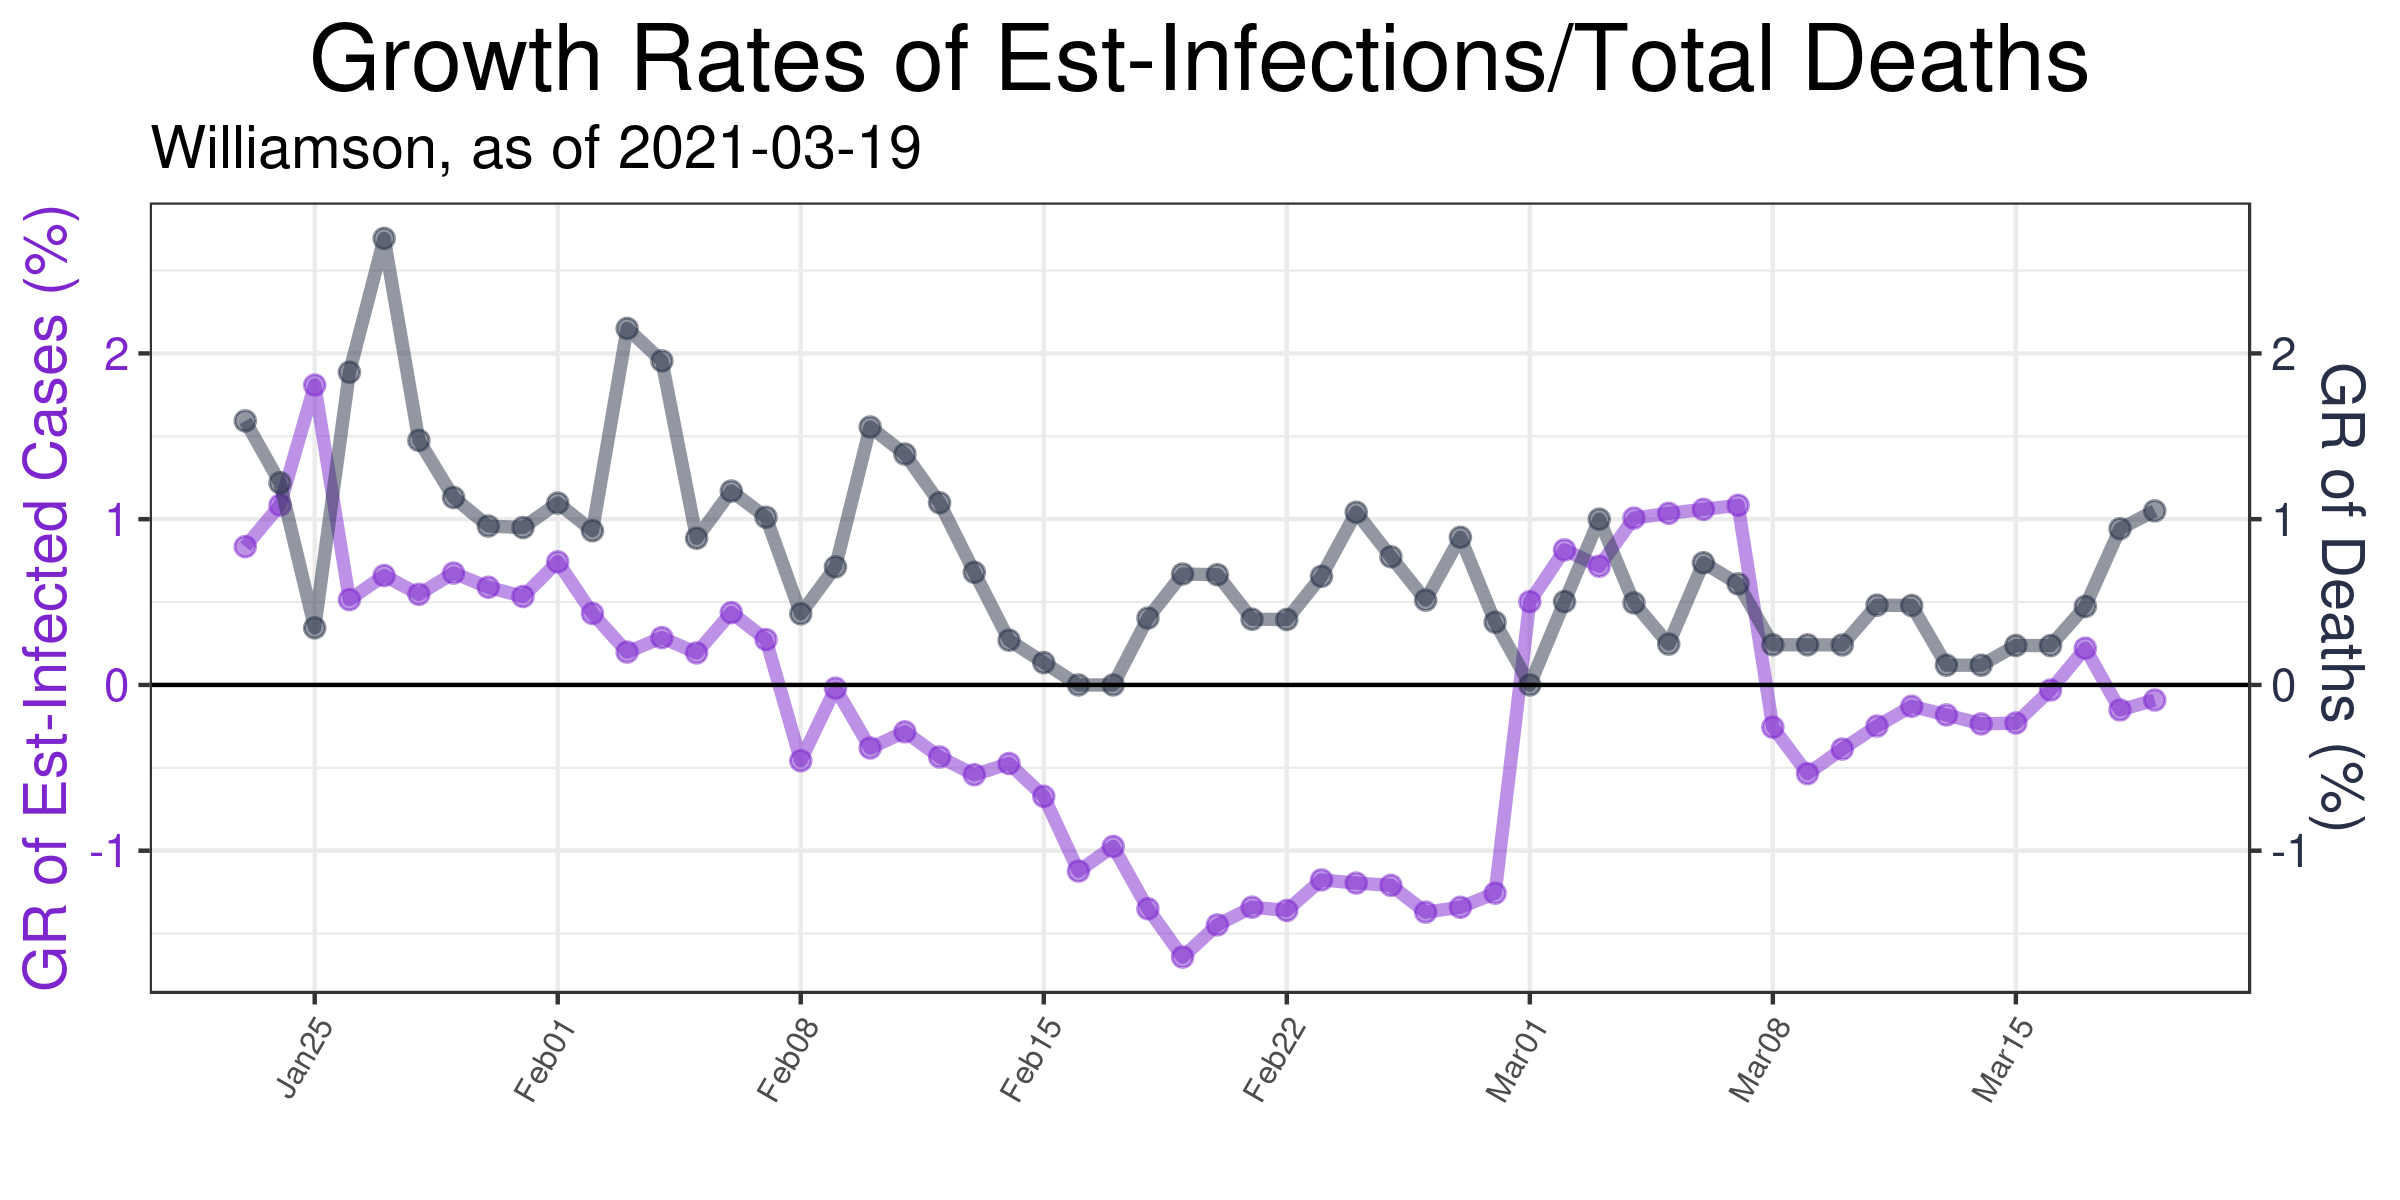 Growth Rates of Est-Infections/Total Deaths
Williamson, as of 2021-03-19
GR of Est-Infected Cases (%)
2
1
0
-1
2
1
0
-1
GR of Deaths (%)
Jan25
Feb01
Feb08
Feb15
Feb22
Mar01
Mar08
Mar15